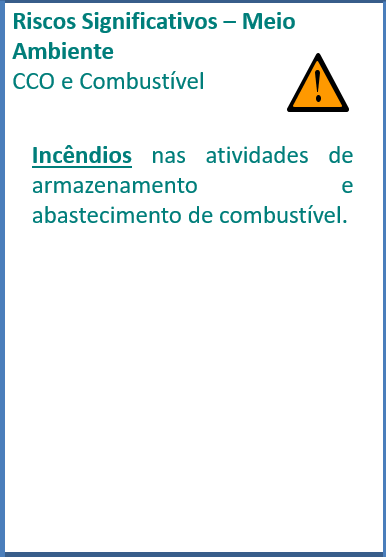 Riscos Significativos – Meio
Ambiente
CCO e Combustível
!
Incêndios nas atividades de
armazenamento e
abastecimento de combustível.